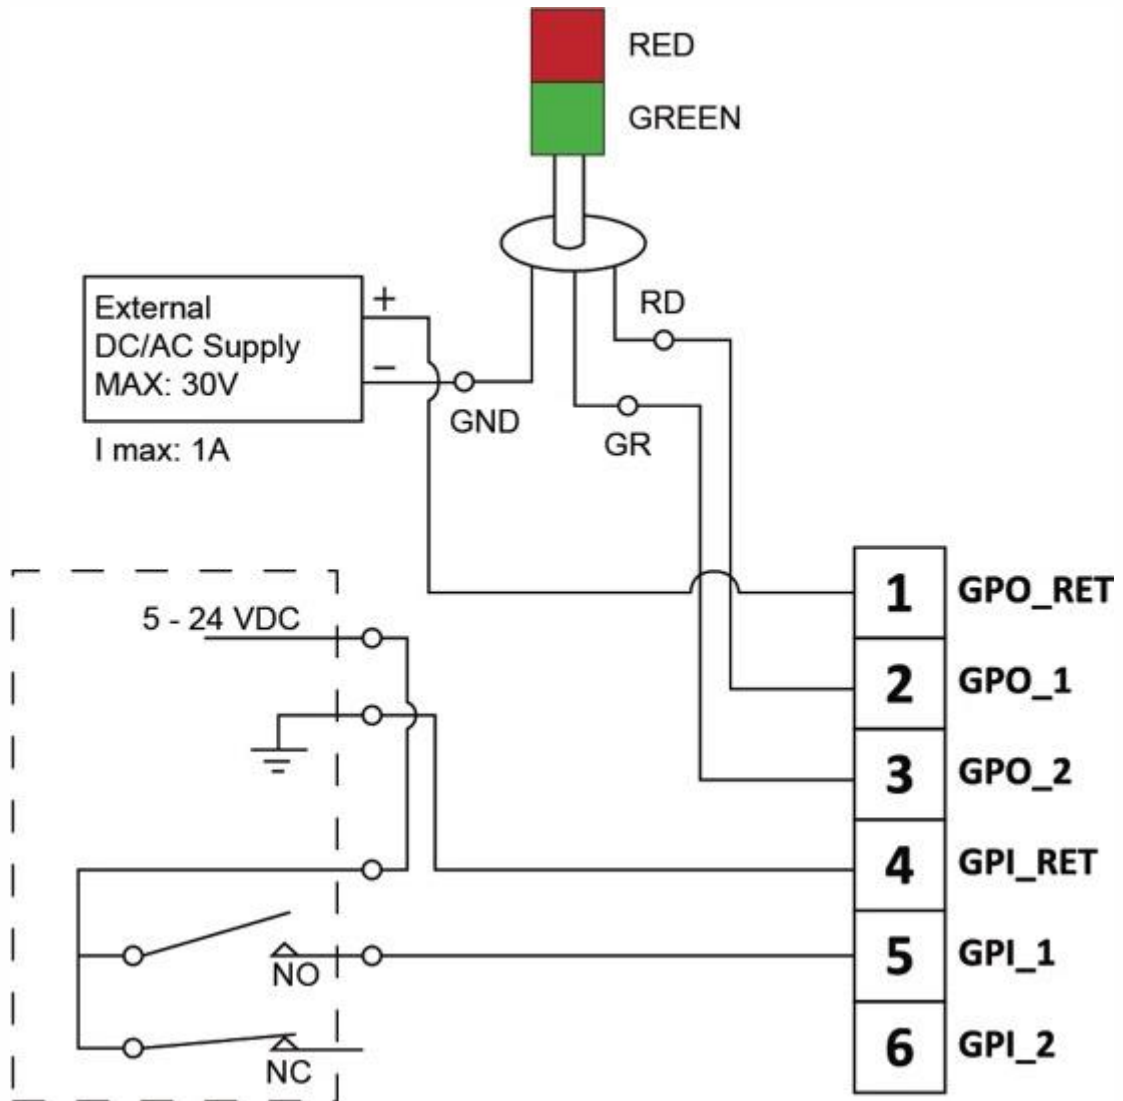 RED
GREEN
External
DC/AC Supply
MAX: 30V
+
−
I max: 1A
GND
RD
GR
5 - 24 VDC
NO
NC
1 GPO_RET
2 GPO_1
3 GPO_2
4 GPI_RET
5 GPI_1
6 GPI_2